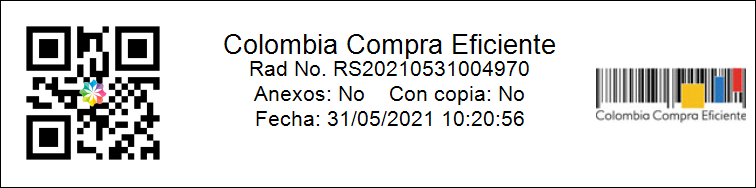 Colombia Compra Eficiente
Rad No. RS20210531004970
Anexos: No    Con copia: No
Fecha: 31/05/2021 10:20:56
Colombia Compra Eficiente